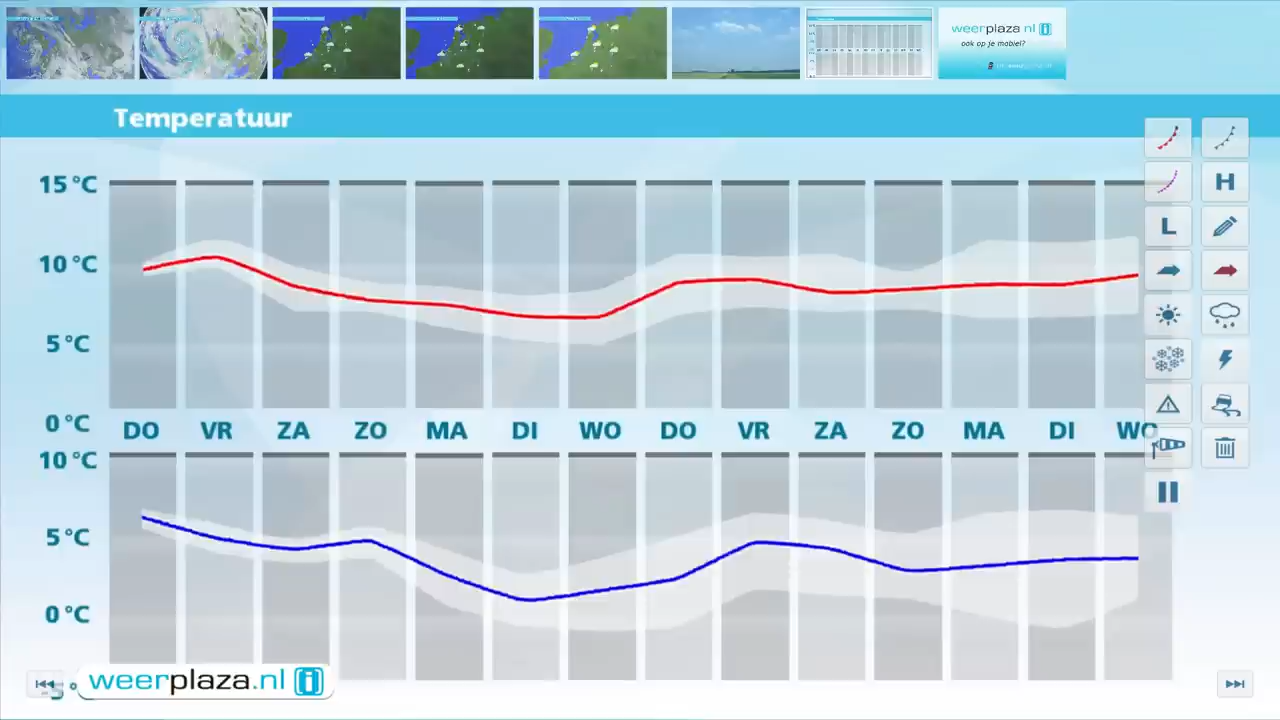 weerplaza.nl
ook op je mobiel?
Temperatuur
15 °C
10 °C
5 °C
0 °C
DO VR ZA ZO MA DI WO DO VR ZA ZO MA DI WO
10 °C
5 °C
0 °C
H
L
weerplaza.nl